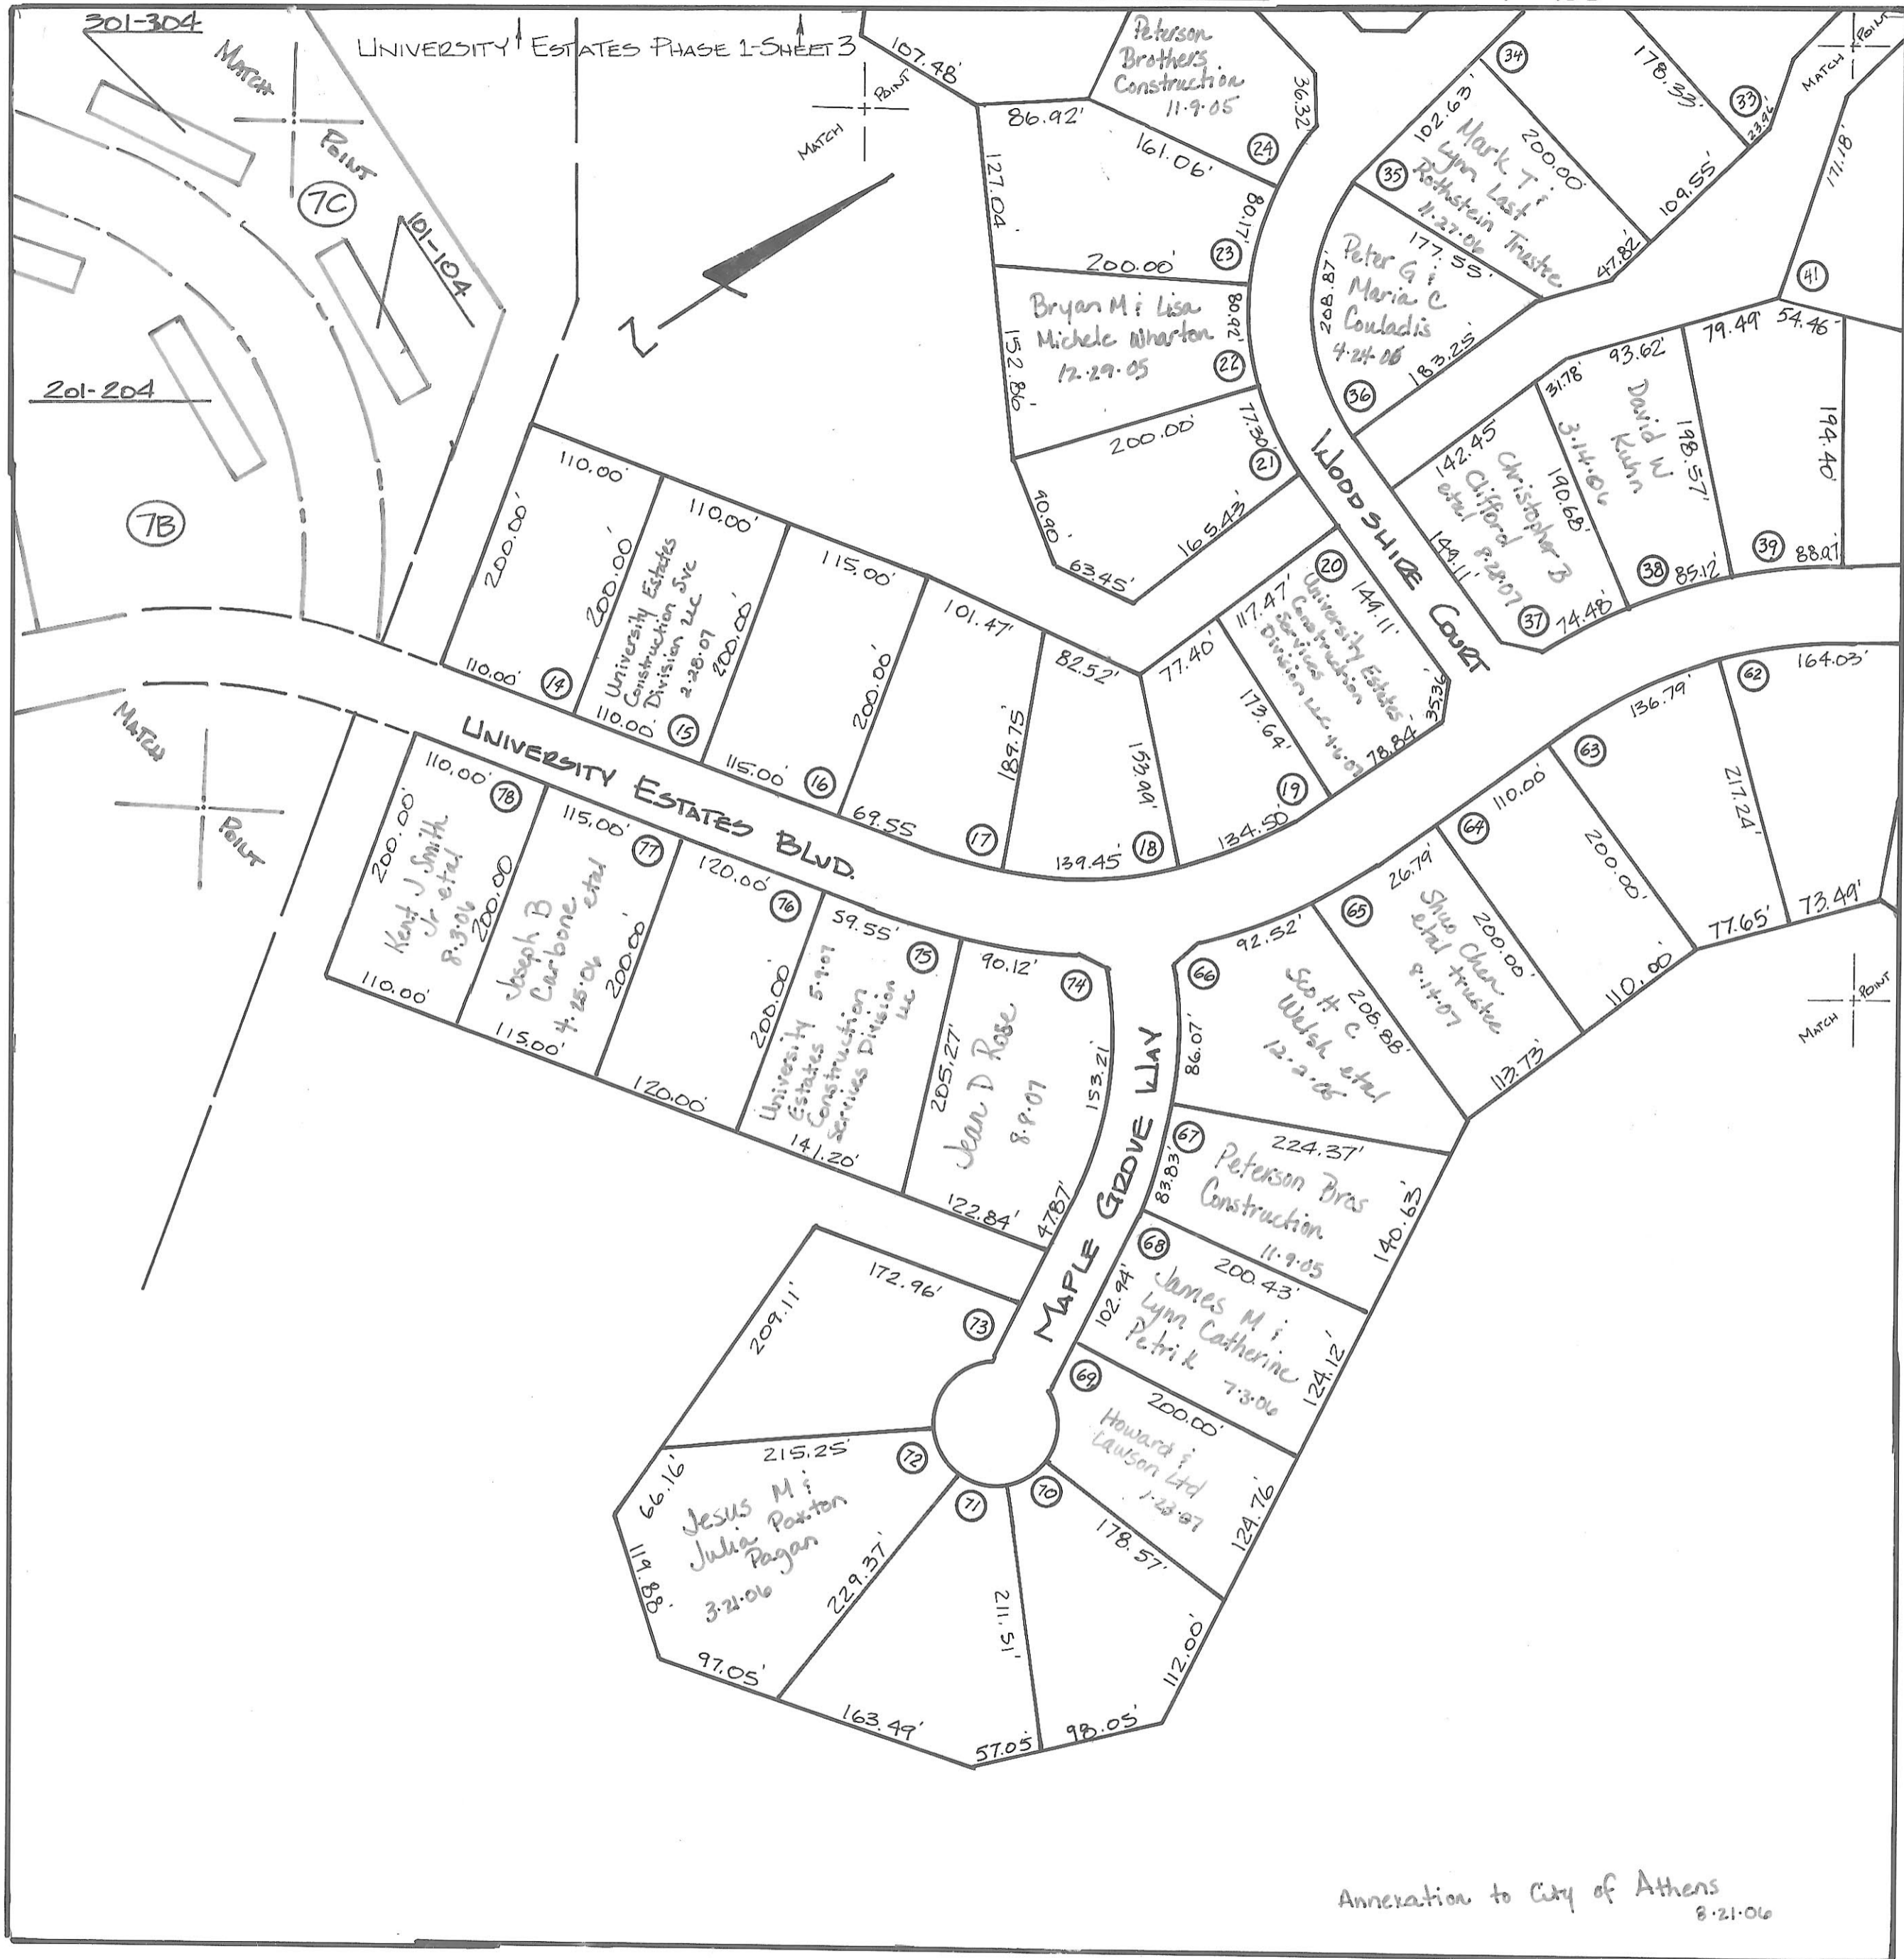 301-304
MATCH
POINT
UNIVERSITY ESTATES PHASE 1-SHEET 3
7C
101-104
201-204
7B
MATCH
POINT
N
107.48'
Peterson
Brothers
Construction
11.9.05
36.32'
24
86.92'
161.06'
127.04
80.17'
23
200.00'
Bryan M & Lisa
Michele Wharton
12.29.05
80.92'
22
152.86'
200.00'
77.30'
21
90.90'
63.45'
165.43'
34
178.33'
33
23.96'
MATCH
POINT
102.63'
200.00'
109.55'
35
Mark T &
Lynn Last
Rothstein Trustee
11.27.06
177.55'
47.82'
171.18'
41
208.87'
Peter G &
Maria C
Couladis
4.24.06
183.25'
36
79.49'
54.46'
93.62'
31.78'
David W
Kuhn
3.14.06
198.57'
194.40'
142.45'
Christopher B
Clifford
etal 8.28.07
190.68'
149.11'
37
74.48'
38
85.12'
39
88.07'
WOODSHIRE COURT
110.00'
200.00'
200.00'
110.00'
14
110.00'
University Estates
Construction Svc
Division LLC
2.28.07
200.00'
110.00'
15
115.00'
200.00'
115.00'
16
101.47'
189.75'
69.55
17
82.52'
153.99'
139.45'
18
77.40'
173.64'
134.50'
19
117.47'
20
149.11'
University Estates
Construction
Services
Division LLC 4.6.07
35.36'
78.84'
UNIVERSITY ESTATES BLVD.
MATCH
POINT
110.00'
78
200.00'
Kent J Smith
Jr etal
8.3.06
200.00
110.00'
115.00'
77
Joseph B
Carbone etal
4.25.06
200.00'
115.00'
120.00'
76
200.00'
120.00'
59.55'
75
University 5.9.07
Estates
Construction
Services Division
LLC
205.27'
141.20'
90.12'
74
Jean D Rose
8.9.07
153.21'
47.87'
122.84'
164.03'
62
136.79'
63
217.24'
73.49'
110.00'
64
200.00'
77.65'
26.79'
65
Shuo Chen
etal trustee
8.14.07
200.00'
110.00'
92.52'
66
Scott C
Welsh etal
12.2.05
208.88'
113.73'
86.07'
MATCH
POINT
MAPLE GROVE WAY
224.37'
67
83.83'
Peterson Bros
Construction
11.9.05
140.63'
68
200.43'
102.94'
James M &
Lynn Catherine
Petrik 7.3.06
124.12'
69
200.00'
Howard &
Lawson Ltd
1.23.07
124.76'
172.96'
209.11'
73
215.25'
72
66.16'
Jesus M &
Julia Paxton
Pagan
3.21.06
119.88'
229.37'
97.05'
71
211.51'
163.49'
57.05'
70
178.57'
112.00'
98.05'
Annexation to City of Athens
8.21.06